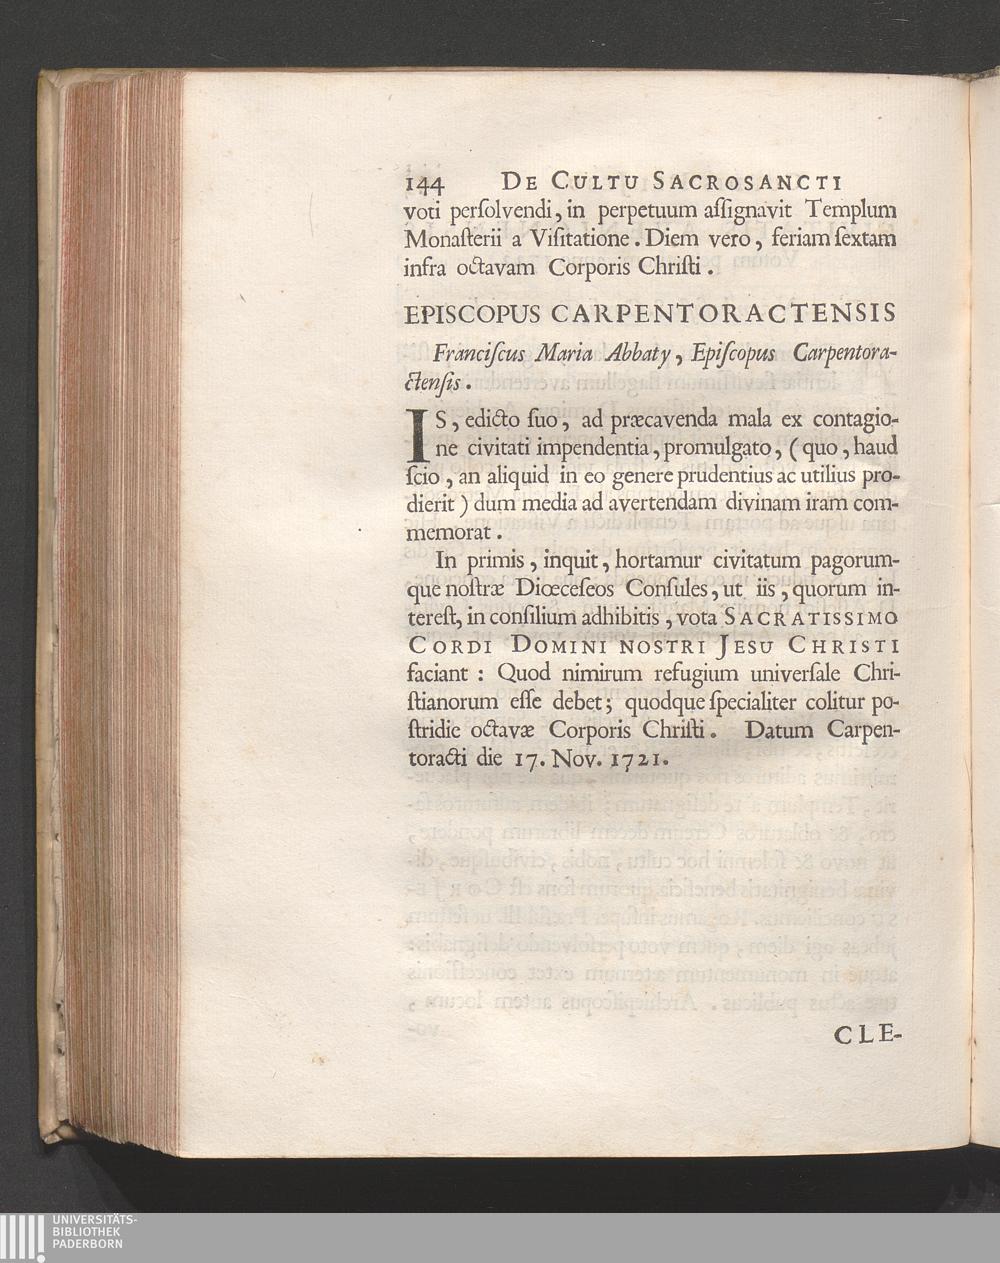 144 De Cultu Sacrosancti
voti persolvendi, in perpetuum assignavit Templum
Monasterii a Visitatione. Diem vero, feriam sextam
infra octavam Corporis Christi.
EPISCOPUS CARPENTORACTENSIS
Franciscus Maria Abbaty, Episcopus Carpentora-
ctensis.
IS, edicto suo, ad præcavenda mala ex contagio-
ne civitati impendentia, promulgato, (quo, haud
scio, an aliquid in eo genere prudentius ac utilius pro-
dierit) dum media ad avertendam divinam iram com-
memorat.
In primis, inquit, hortamur civitatum pagorum-
que nostræ Diœceseos Consules, ut iis, quorum in-
terest, in consilium adhibitis, vota Sacratissimo
Cordi Domini nostri Jesu Christi
faciant: Quod nimirum refugium universale Chri-
stianorum esse debet; quodque specialiter colitur po-
stridie octavæ Corporis Christi. Datum Carpen-
toracti die 17. Nov. 1721.
CLE-
UNIVERSITÄTS-
BIBLIOTHEK
PADERBORN